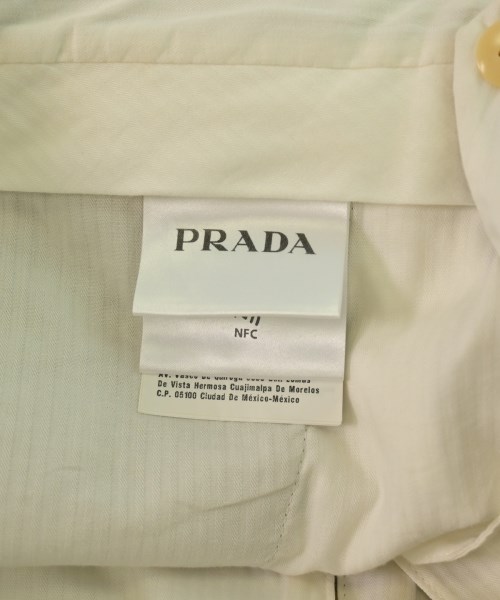 PRADA
NFC
De Vista Hermosa Cuajimalpa De Morelos
C.P. 05100 Ciudad De México-México